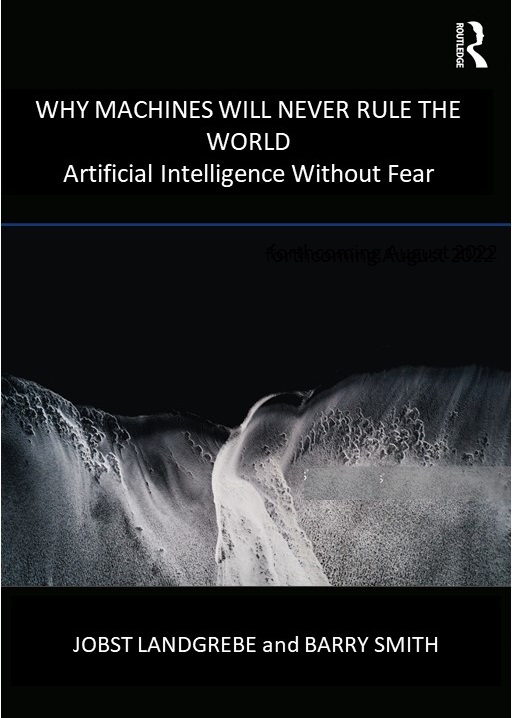 ROUTLEDGE
WHY MACHINES WILL NEVER RULE THE
WORLD
Artificial Intelligence Without Fear
forthcoming August 2022
JOBST LANDGREBE and BARRY SMITH